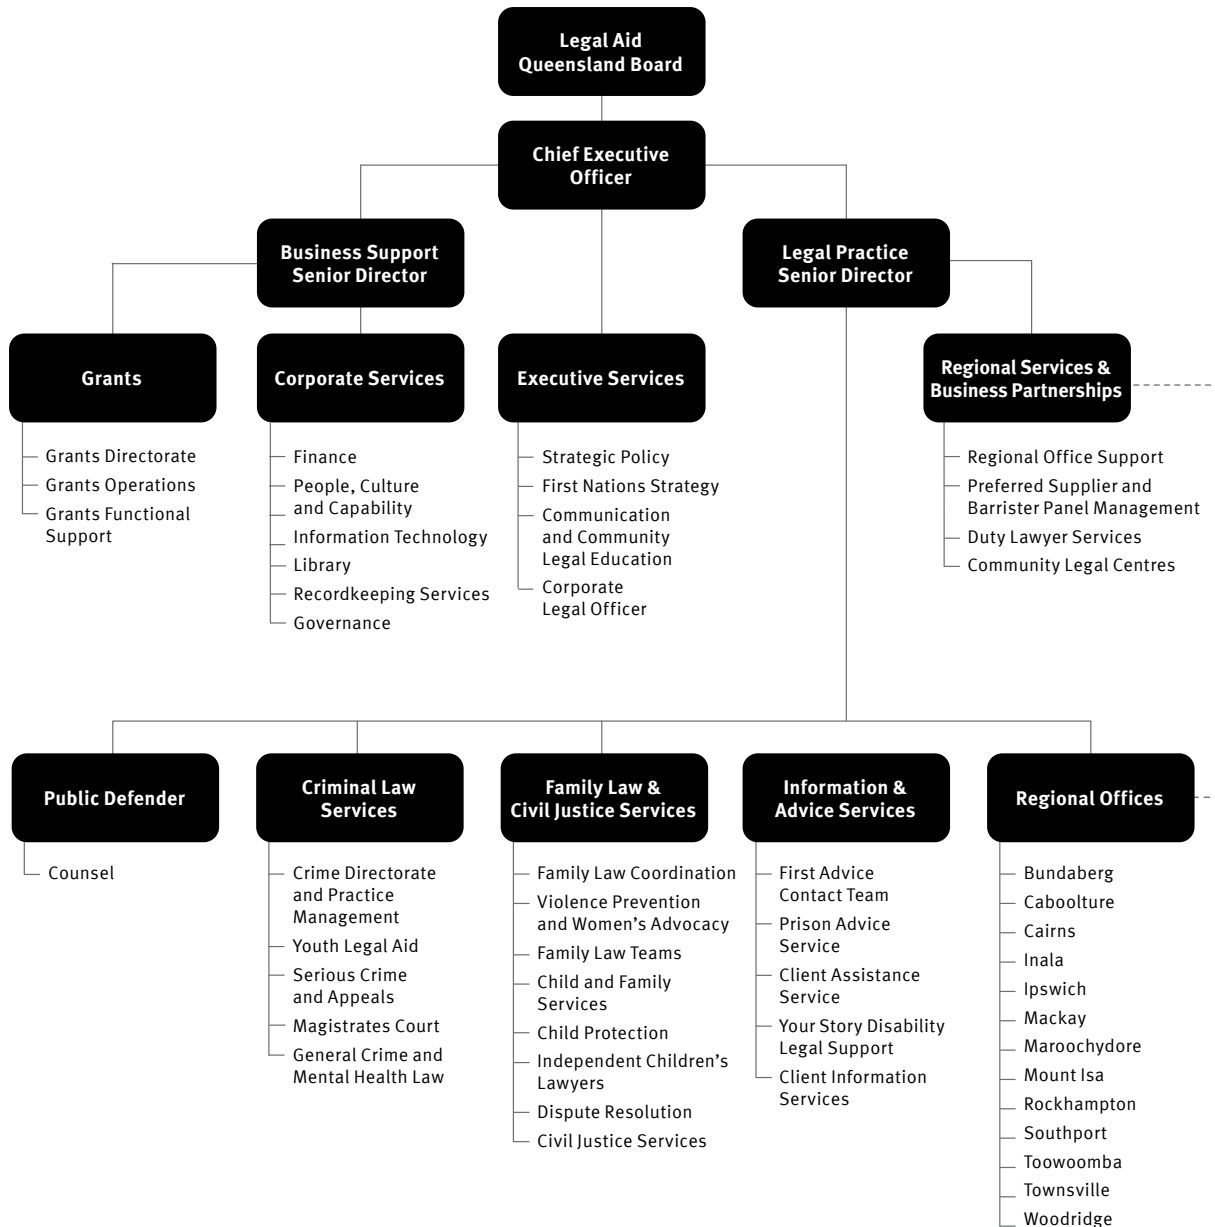 Legal Aid
Queensland Board
Chief Executive
Officer
Business Support
Senior Director
Legal Practice
Senior Director
Grants
Corporate Services
Executive Services
Regional Services &
Business Partnerships
Grants Directorate
Grants Operations
Grants Functional
Support
Finance
People, Culture
and Capability
Information Technology
Library
Recordkeeping Services
Governance
Strategic Policy
First Nations Strategy
Communication
and Community
Legal Education
Corporate
Legal Officer
Regional Office Support
Preferred Supplier and
Barrister Panel Management
Duty Lawyer Services
Community Legal Centres
Public Defender
Criminal Law
Services
Family Law &
Civil Justice Services
Information &
Advice Services
Regional Offices
Counsel
Crime Directorate
and Practice
Management
Youth Legal Aid
Serious Crime
and Appeals
Magistrates Court
General Crime and
Mental Health Law
Family Law Coordination
Violence Prevention
and Women’s Advocacy
Family Law Teams
Child and Family
Services
Child Protection
Independent Children’s
Lawyers
Dispute Resolution
Civil Justice Services
First Advice
Contact Team
Prison Advice
Service
Client Assistance
Service
Your Story Disability
Legal Support
Client Information
Services
Bundaberg
Caboolture
Cairns
Inala
Ipswich
Mackay
Maroochydore
Mount Isa
Rockhampton
Southport
Toowoomba
Townsville
Woodridge